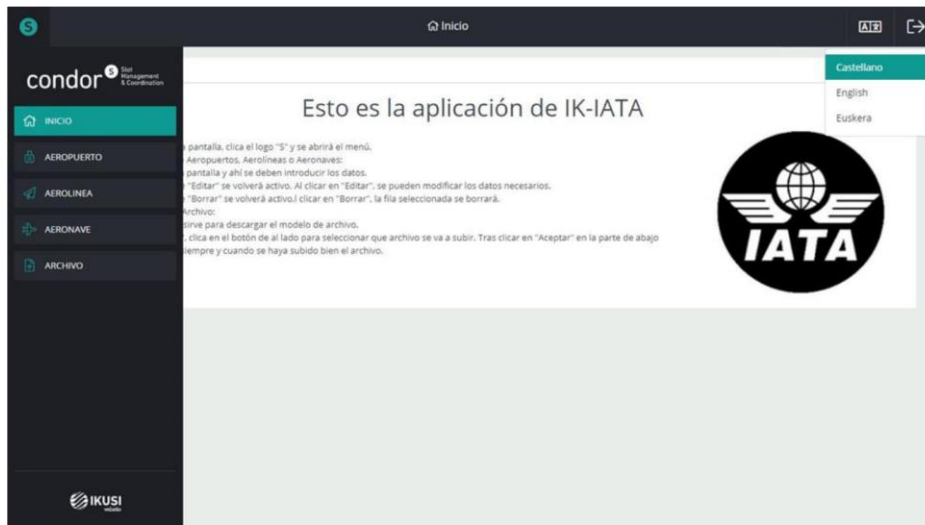 S
Inicio
condor S Slot Management & Coordination
Castellano
English
Euskera
INICIO
AEROPUERTO
AEROLINEA
AERONAVE
ARCHIVO
Esto es la aplicación de IK-IATA
pantalla, clica el logo "S" y se abrirá el menú.
Aeropuertos, Aerolíneas o Aeronaves:
pantalla y ahí se deben introducir los datos.
"Editar" se volverá activo. Al clicar en "Editar", se pueden modificar los datos necesarios.
"Borrar" se volverá activo.l clicar en "Borrar", la fila seleccionada se borrará.
Archivo:
sirve para descargar el modelo de archivo.
, clica en el botón de al lado para seleccionar que archivo se va a subir. Tras clicar en "Aceptar" en la parte de abajo
siempre y cuando se haya subido bien el archivo.
IATA
IKUSI